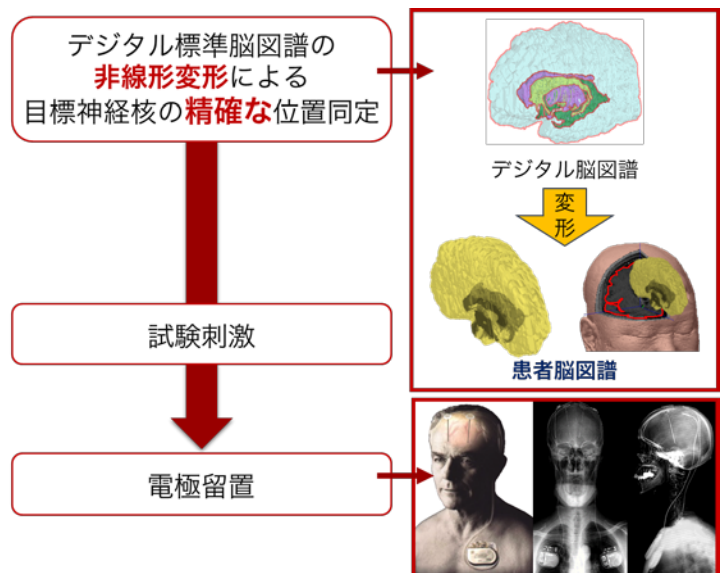 デジタル標準脳図譜の
非線形変形による
目標神経核の精確な位置同定
デジタル脳図譜
変
形
患者脳図譜
試験刺激
電極留置